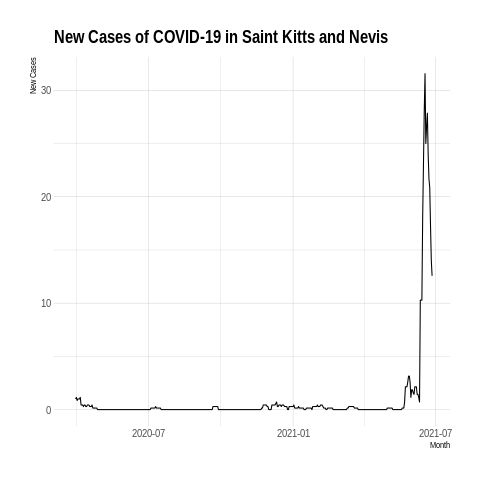 New Cases of COVID-19 in Saint Kitts and Nevis
New Cases
30
20
10
0
2020-07
2021-01
2021-07
Month